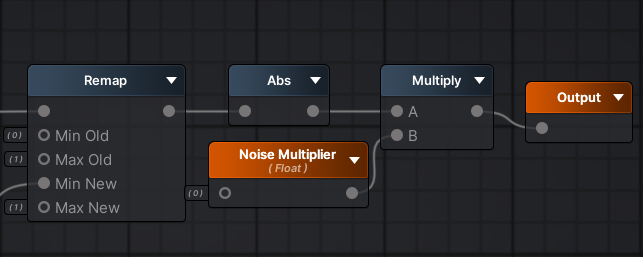 Remap
(0) Min Old
(1) Max Old
Min New
(1) Max New
Abs
Noise Multiplier
( Float )
(0)
Multiply
A
B
Output